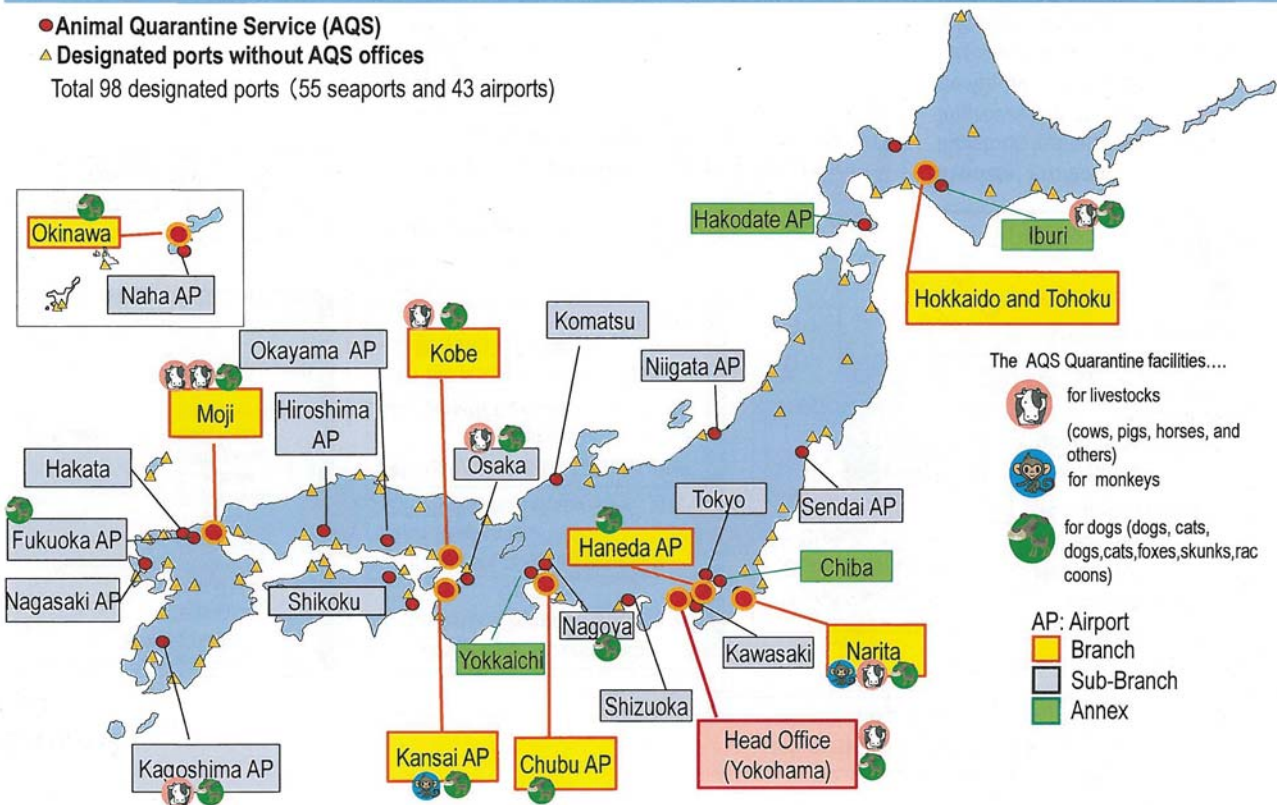 Animal Quarantine Service (AQS)
Designated ports without AQS offices
Total 98 designated ports (55 seaports and 43 airports)
Okinawa
Naha AP
Hakodate AP
Iburi
Hokkaido and Tohoku
Komatsu
Kobe
Okayama AP
Niigata AP
Moji
Hiroshima
AP
Osaka
Hakata
Tokyo
Sendai AP
Fukuoka AP
Haneda AP
Chiba
Nagasaki AP
Shikoku
Nagoya
Yokkaichi
Kawasaki
Narita
Shizuoka
Head Office
(Yokohama)
Kansai AP
Chubu AP
Kagoshima AP
The AQS Quarantine facilities....
for livestocks
(cows, pigs, horses, and
others)
for monkeys
for dogs (dogs, cats,
dogs,cats,foxes,skunks,rac
coons)
AP: Airport
Branch
Sub-Branch
Annex